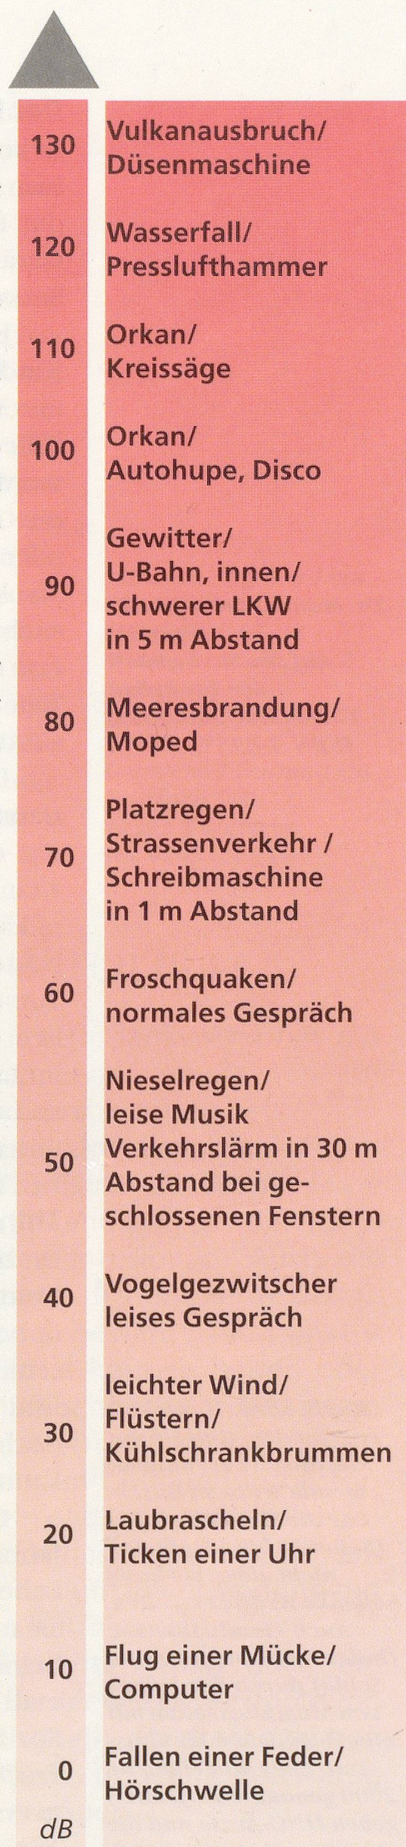 130
Vulkanausbruch/
Düsenmaschine
120
Wasserfall/
Presslufthammer
110
Orkan/
Kreissäge
100
Orkan/
Autohupe, Disco
90
Gewitter/
U-Bahn, innen/
schwerer LKW
in 5 m Abstand
80
Meeresbrandung/
Moped
70
Platzregen/
Strassenverkehr /
Schreibmaschine
in 1 m Abstand
60
Froschquaken/
normales Gespräch
50
Nieselregen/
leise Musik
Verkehrslärm in 30 m
Abstand bei ge-
schlossenen Fenstern
40
Vogelgezwitscher
leises Gespräch
30
leichter Wind/
Flüstern/
Kühlschrankbrummen
20
Laubrascheln/
Ticken einer Uhr
10
Flug einer Mücke/
Computer
0
Fallen einer Feder/
Hörschwelle
dB